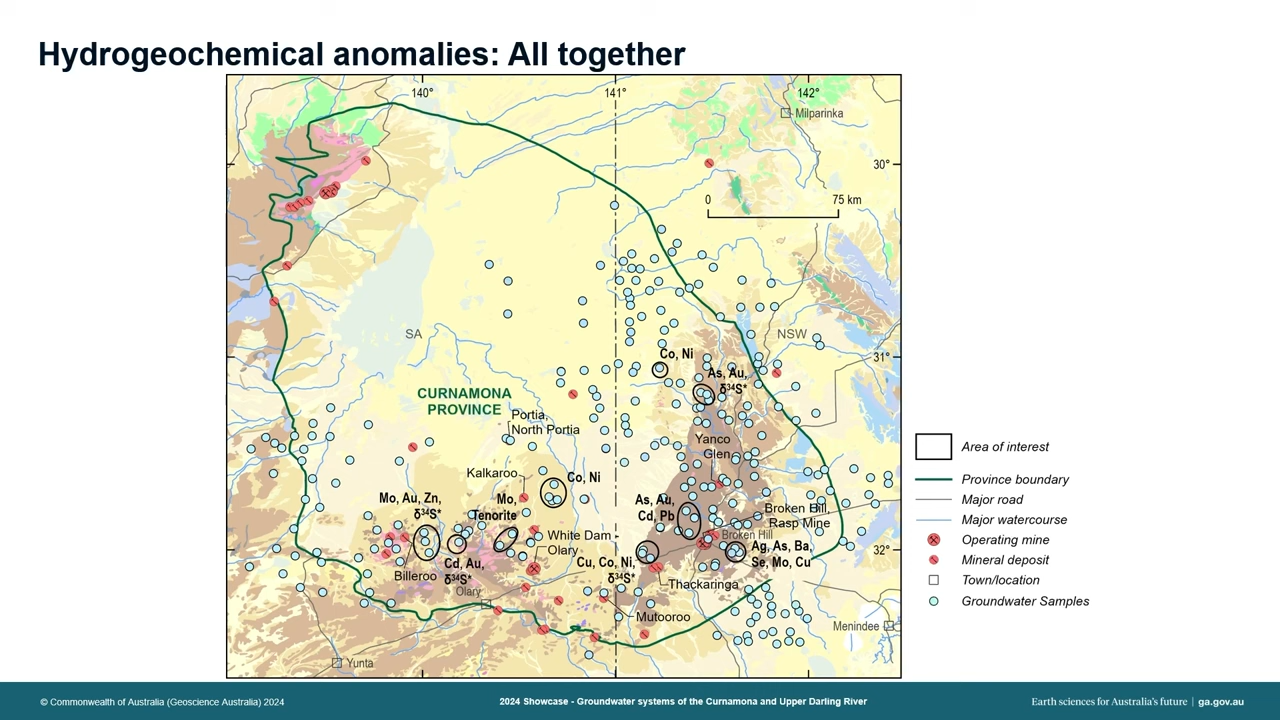 Hydrogeochemical anomalies: All together
140°
141°
142°
Milparinka
30°
0
75 km
SA
NSW
31°
Co, Ni
As, Au,
δ³⁴S*
CURNAMONA
PROVINCE
Portia,
North Portia
Yanco
Glen
Kalkaroo
Co, Ni
Mo, Au, Zn,
δ³⁴S*
Mo,
Tenorite
As, Au,
Cd, Pb
Broken Hill,
Rasp Mine
White Dam -
Olary
Broken Hill
32°
Ag, As, Ba,
Se, Mo, Cu
Cd, Au,
δ³⁴S*
Cu, Co, Ni,
δ³⁴S*
Billeroo
Olary
Thackaringa
Mutooroo
Menindee
Yunta
Area of interest
Province boundary
Major road
Major watercourse
Operating mine
Mineral deposit
Town/location
Groundwater Samples
© Commonwealth of Australia (Geoscience Australia) 2024
2024 Showcase - Groundwater systems of the Curnamona and Upper Darling River
Earth sciences for Australia's future | ga.gov.au